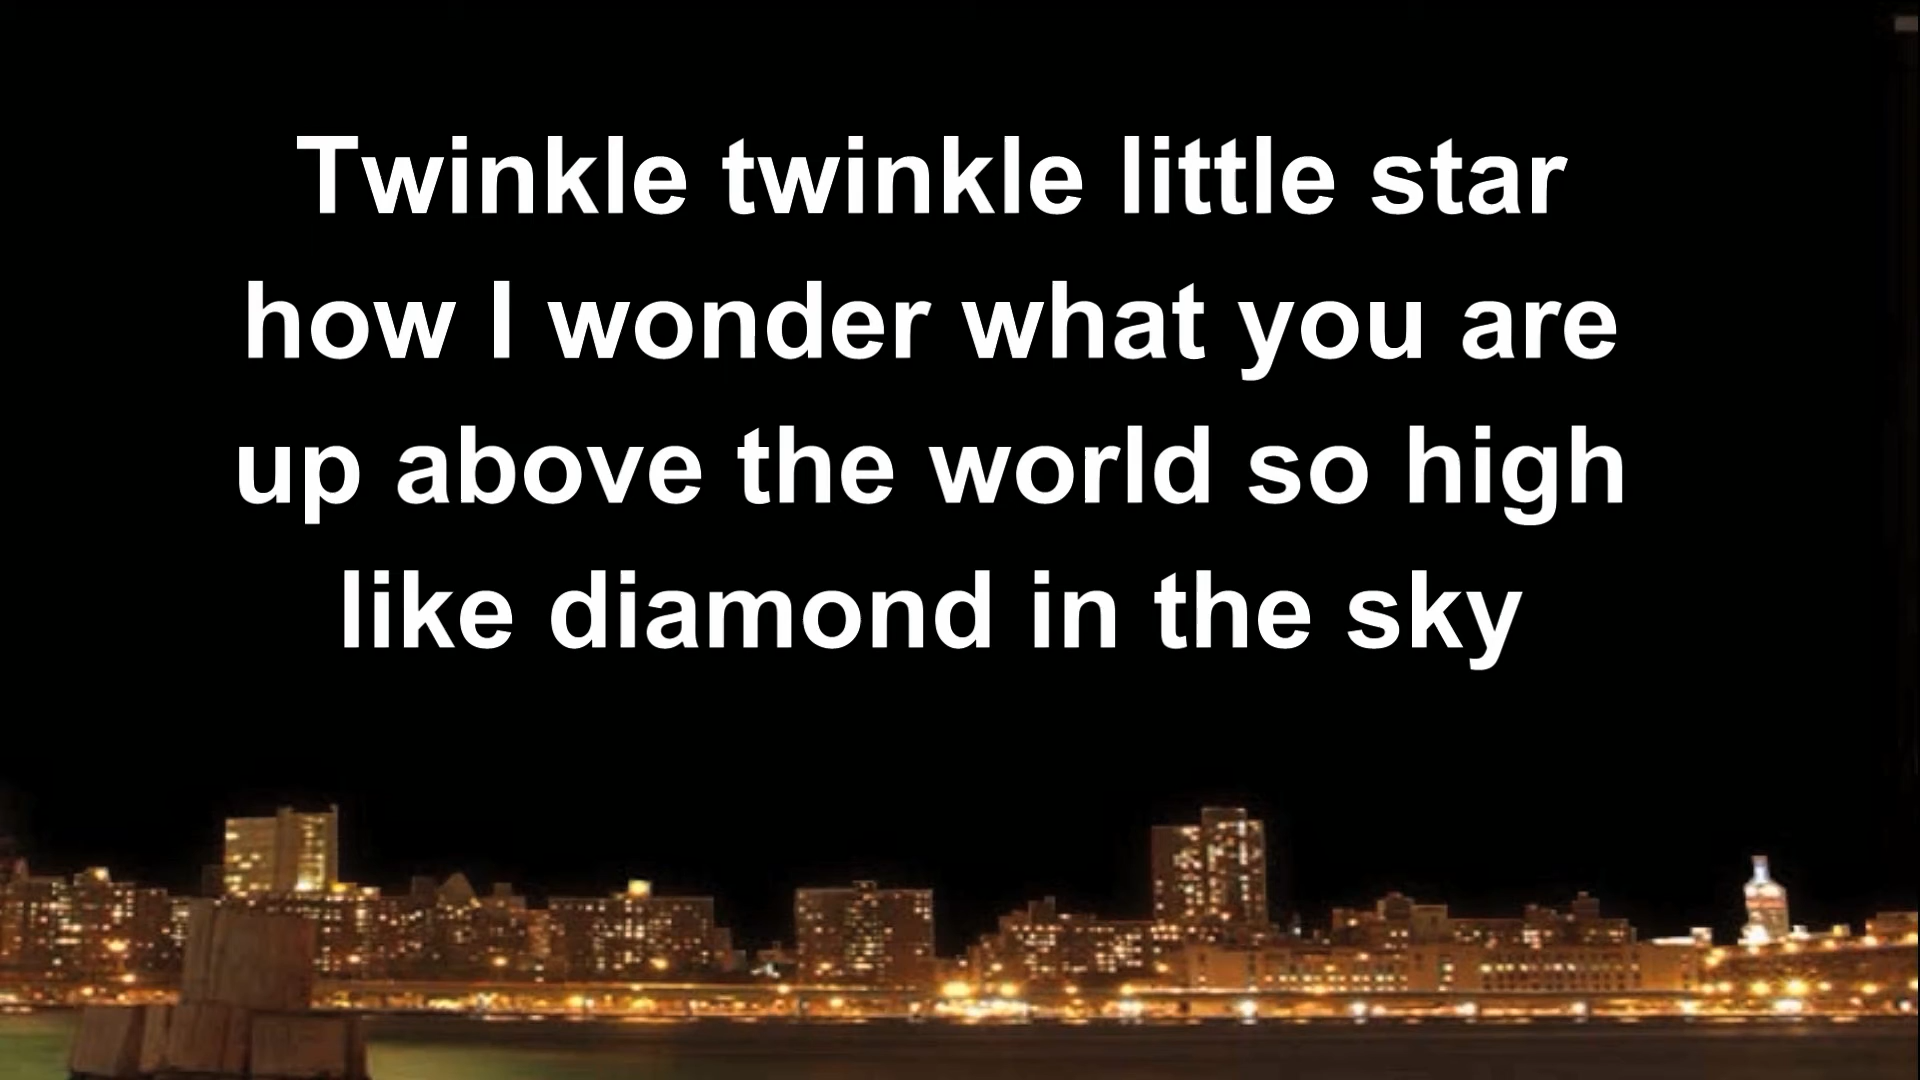 Twinkle twinkle little star
how I wonder what you are
up above the world so high
like diamond in the sky